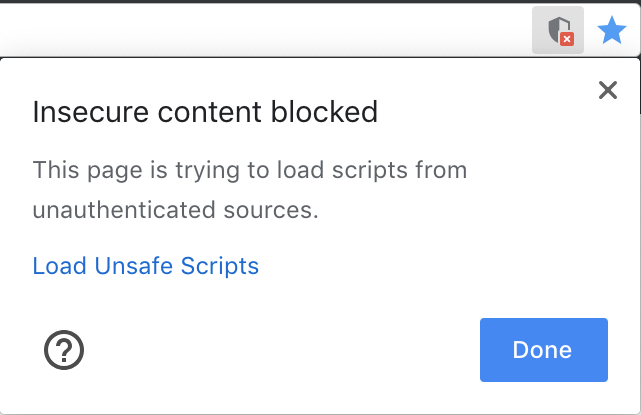 Insecure content blocked
This page is trying to load scripts from
unauthenticated sources.
Load Unsafe Scripts
?
Done